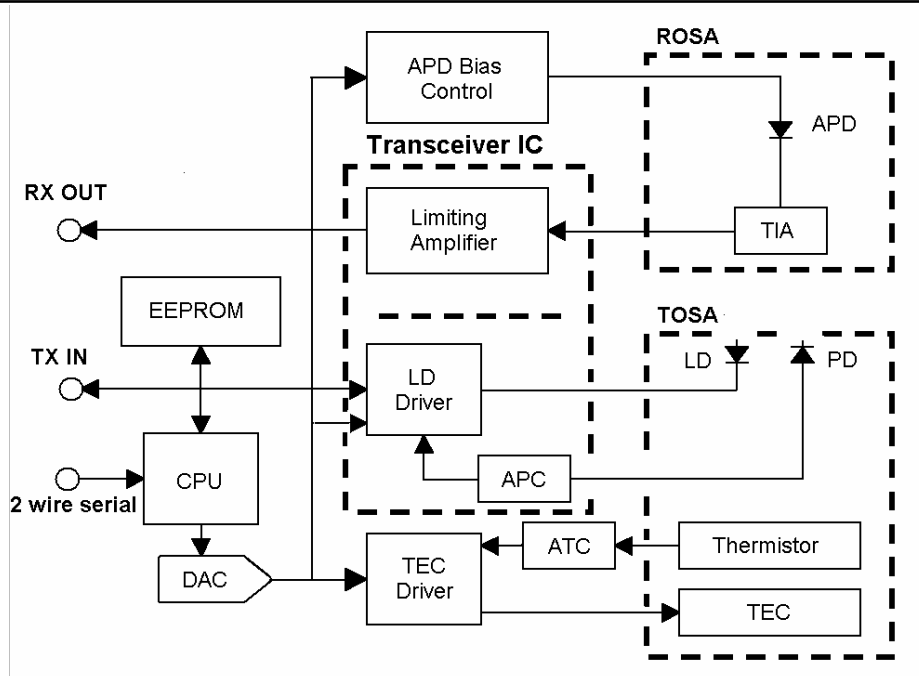 ROSA
APD Bias
Control
APD
Transceiver IC
RX OUT
Limiting
Amplifier
TIA
EEPROM
TOSA
TX IN
LD
Driver
LD
PD
CPU
APC
2 wire serial
DAC
TEC
Driver
ATC
Thermistor
TEC